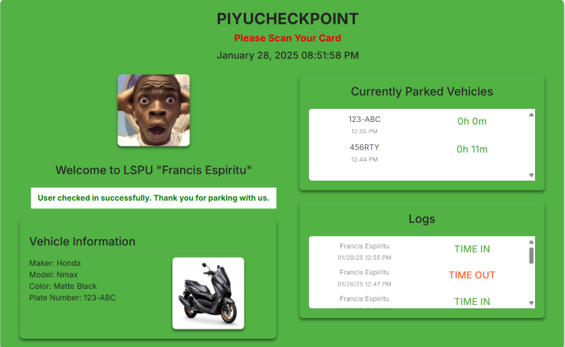 PIYUCHECKPOINT
Please Scan Your Card
January 28, 2025 08:51:58 PM
Welcome to LSPU "Francis Espiritu"
User checked in successfully. Thank you for parking with us.
Vehicle Information
Maker: Honda
Model: Nmax
Color: Matte Black
Plate Number: 123-ABC
Currently Parked Vehicles
123-ABC
12:55 PM
0h 0m
456RTY
12:44 PM
0h 11m
Logs
Francis Espiritu
01/28/25 12:55 PM
TIME IN
Francis Espiritu
01/28/25 12:47 PM
TIME OUT
Francis Espiritu
TIME IN